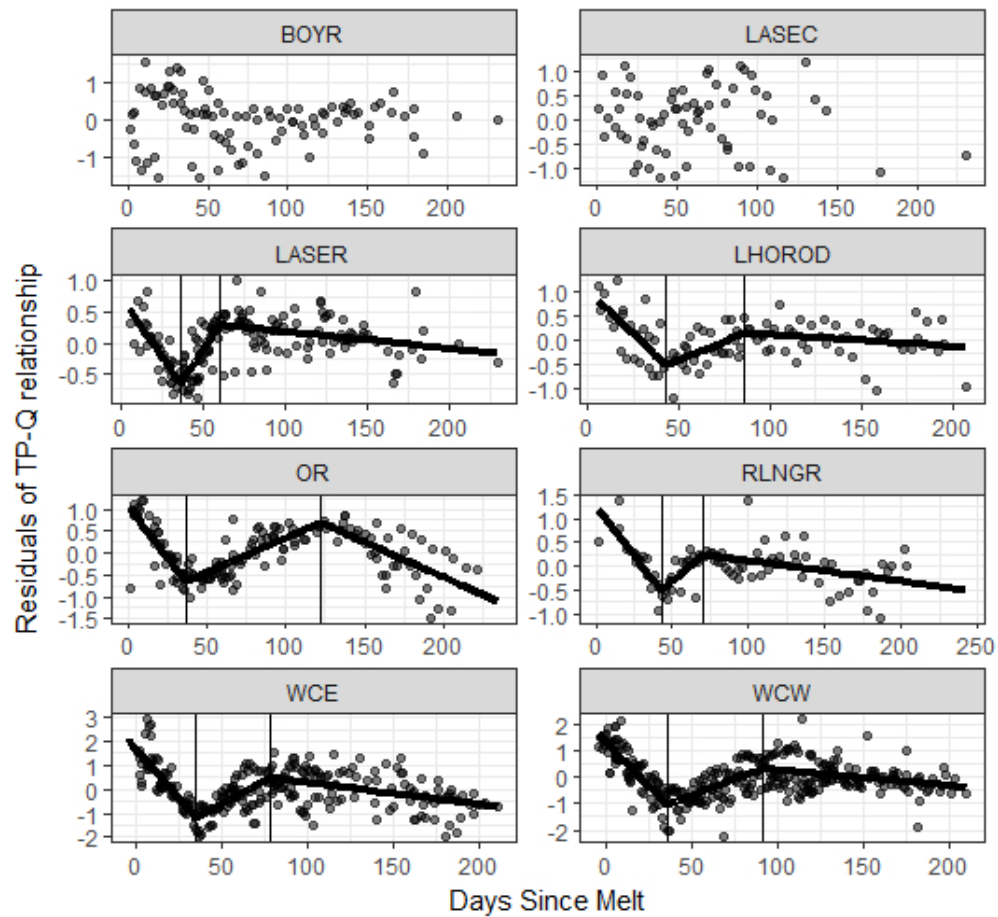 Residuals of TP-Q relationship
BOYR
1
0
-1
0 50 100 150 200
LASEC
1.0
0.5
0.0
-0.5
-1.0
0 50 100 150 200
LASER
1.0
0.5
0.0
-0.5
0 50 100 150 200
LHOROD
1.0
0.5
0.0
-0.5
-1.0
0 50 100 150 200
OR
1.0
0.5
0.0
-0.5
-1.0
-1.5
0 50 100 150 200
RLNGR
1.5
1.0
0.5
0.0
-0.5
-1.0
0 50 100 150 200 250
WCE
3
2
1
0
-1
-2
0 50 100 150 200
WCW
2
1
0
-1
-2
0 50 100 150 200
Days Since Melt